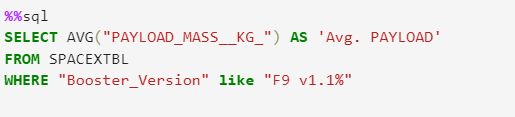 %%sql
SELECT AVG("PAYLOAD_MASS__KG_") AS 'Avg. PAYLOAD'
FROM SPACEXTBL
WHERE "Booster_Version" like "F9 v1.1%"